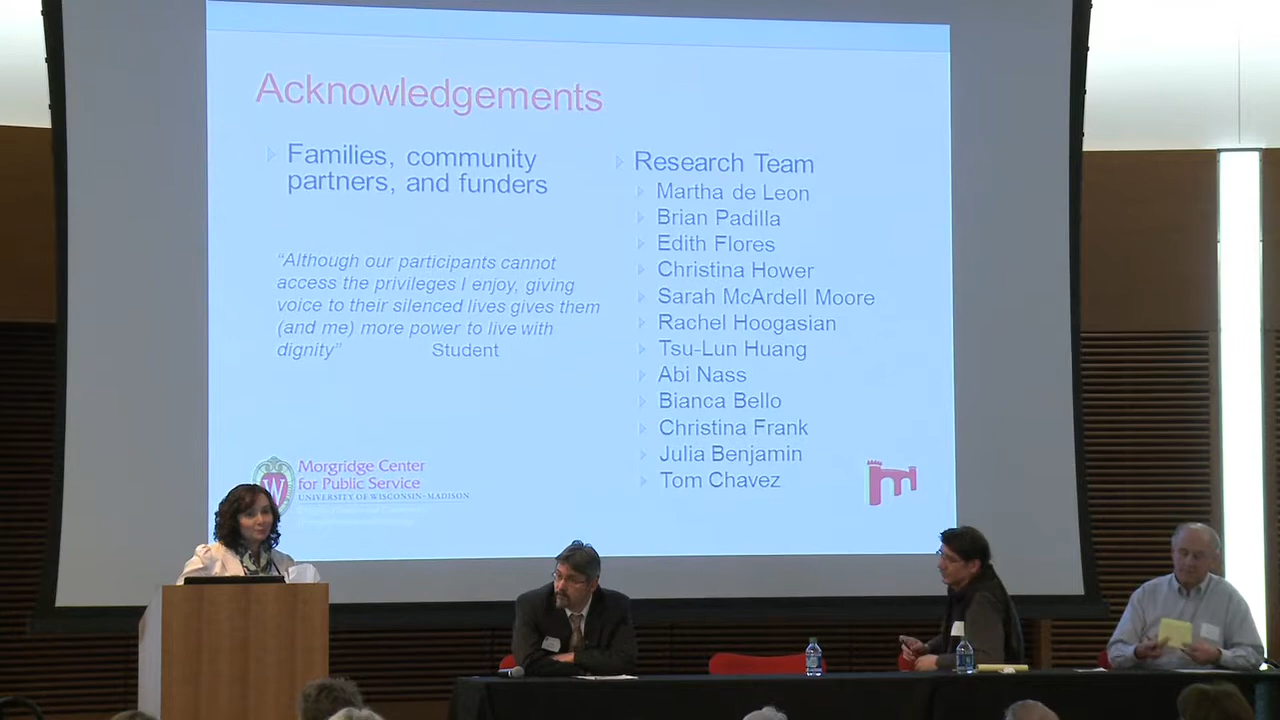 Acknowledgements
Families, community
partners, and funders
"Although our participants cannot
access the privileges I enjoy, giving
voice to their silenced lives gives them
(and me) more power to live with
dignity" Student
Research Team
Martha de Leon
Brian Padilla
Edith Flores
Christina Hower
Sarah McArdell Moore
Rachel Hoogasian
Tsu-Lun Huang
Abi Nass
Bianca Bello
Christina Frank
Julia Benjamin
Tom Chavez
W
Morgridge Center
for Public Service
UNIVERSITY OF WISCONSIN-MADISON
m